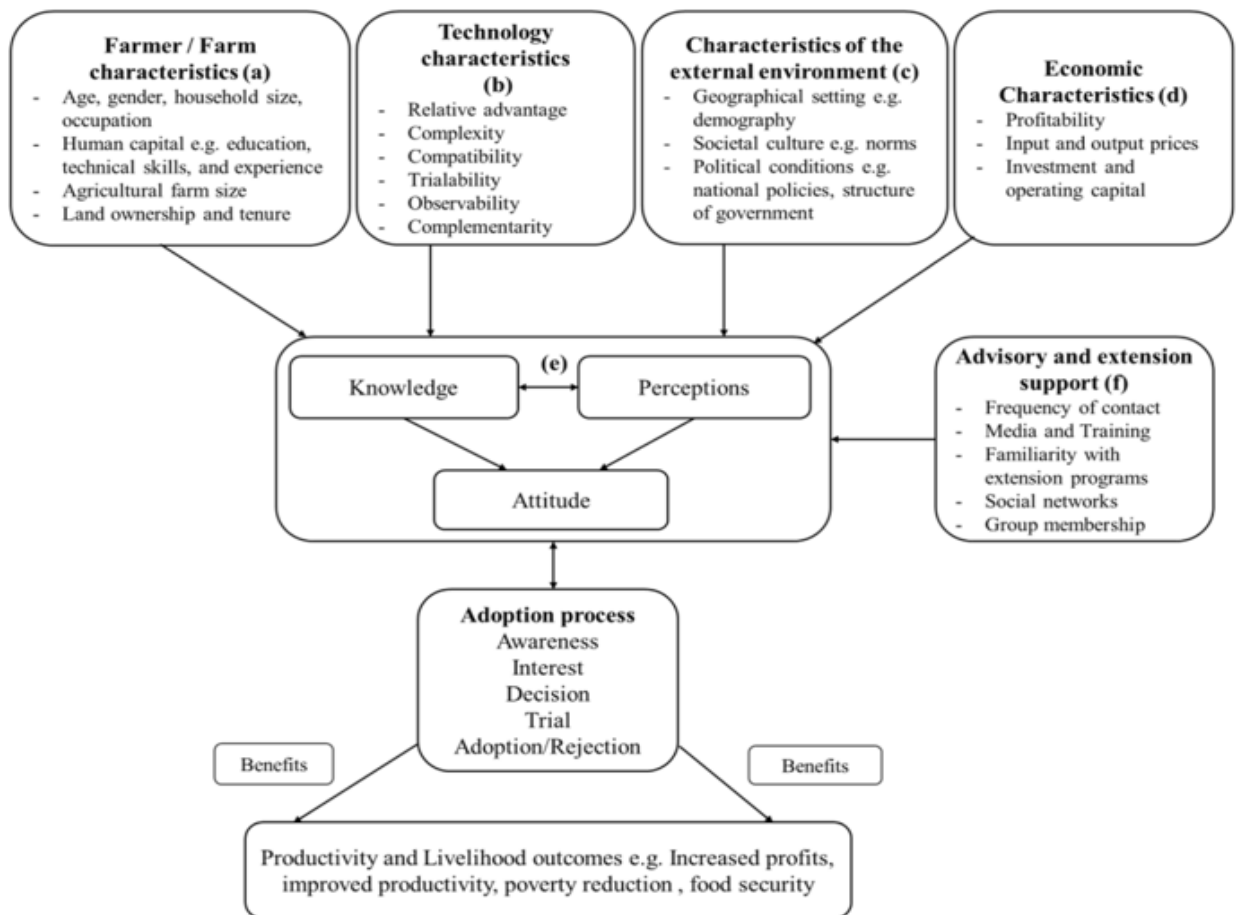 Farmer / Farm
characteristics (a)
- Age, gender, household size,
occupation
- Human capital e.g. education,
technical skills, and experience
- Agricultural farm size
- Land ownership and tenure
Technology
characteristics
(b)
- Relative advantage
- Complexity
- Compatibility
- Trialability
- Observability
- Complementarity
Characteristics of the
external environment (c)
- Geographical setting e.g.
demography
- Societal culture e.g. norms
- Political conditions e.g.
national policies, structure
of government
Economic
Characteristics (d)
- Profitability
- Input and output prices
- Investment and
operating capital
(e)
Knowledge
Perceptions
Attitude
Advisory and extension
support (f)
- Frequency of contact
- Media and Training
- Familiarity with
extension programs
- Social networks
- Group membership
Adoption process
Awareness
Interest
Decision
Trial
Adoption/Rejection
Benefits
Benefits
Productivity and Livelihood outcomes e.g. Increased profits,
improved productivity, poverty reduction , food security